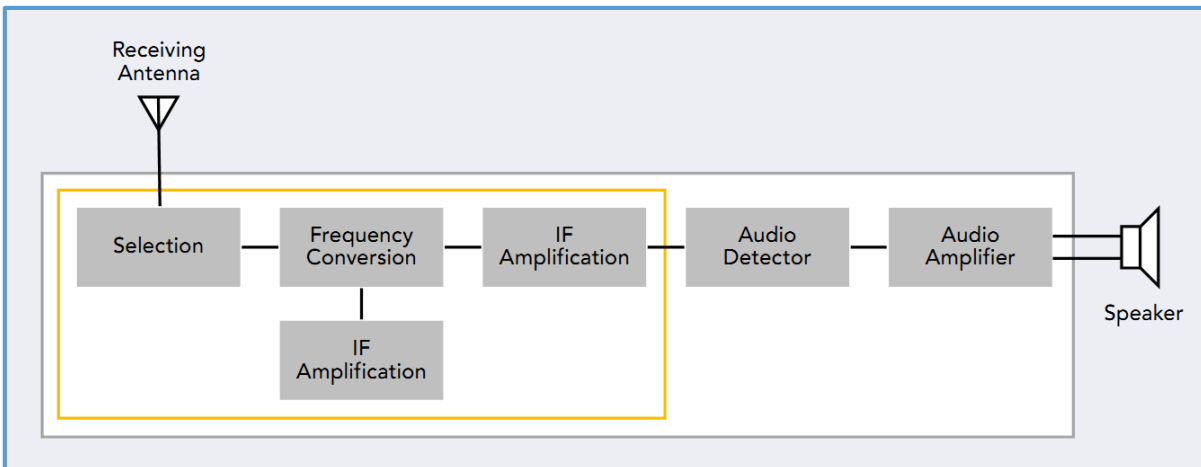 Receiving
Antenna
Selection
Frequency
Conversion
IF
Amplification
Audio
Detector
Audio
Amplifier
Speaker
IF
Amplification